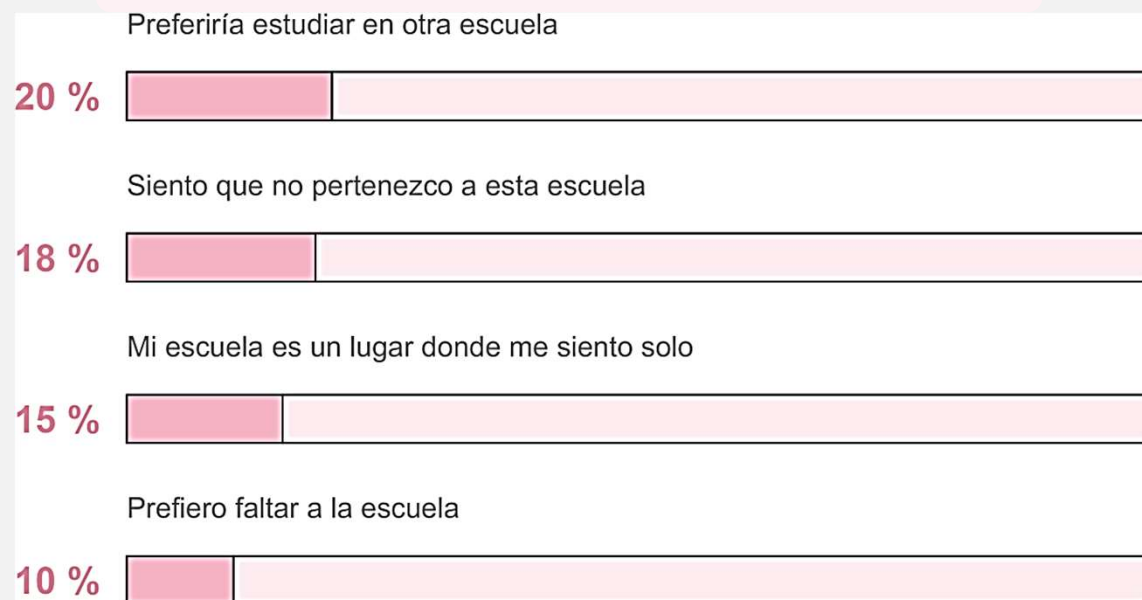 Preferiría estudiar en otra escuela
20 %
Siento que no pertenezco a esta escuela
18 %
Mi escuela es un lugar donde me siento solo
15 %
Prefiero faltar a la escuela
10 %